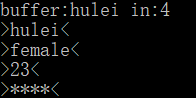 buffer:hulei in:4
>hulei<
>female<
>23<
>****<